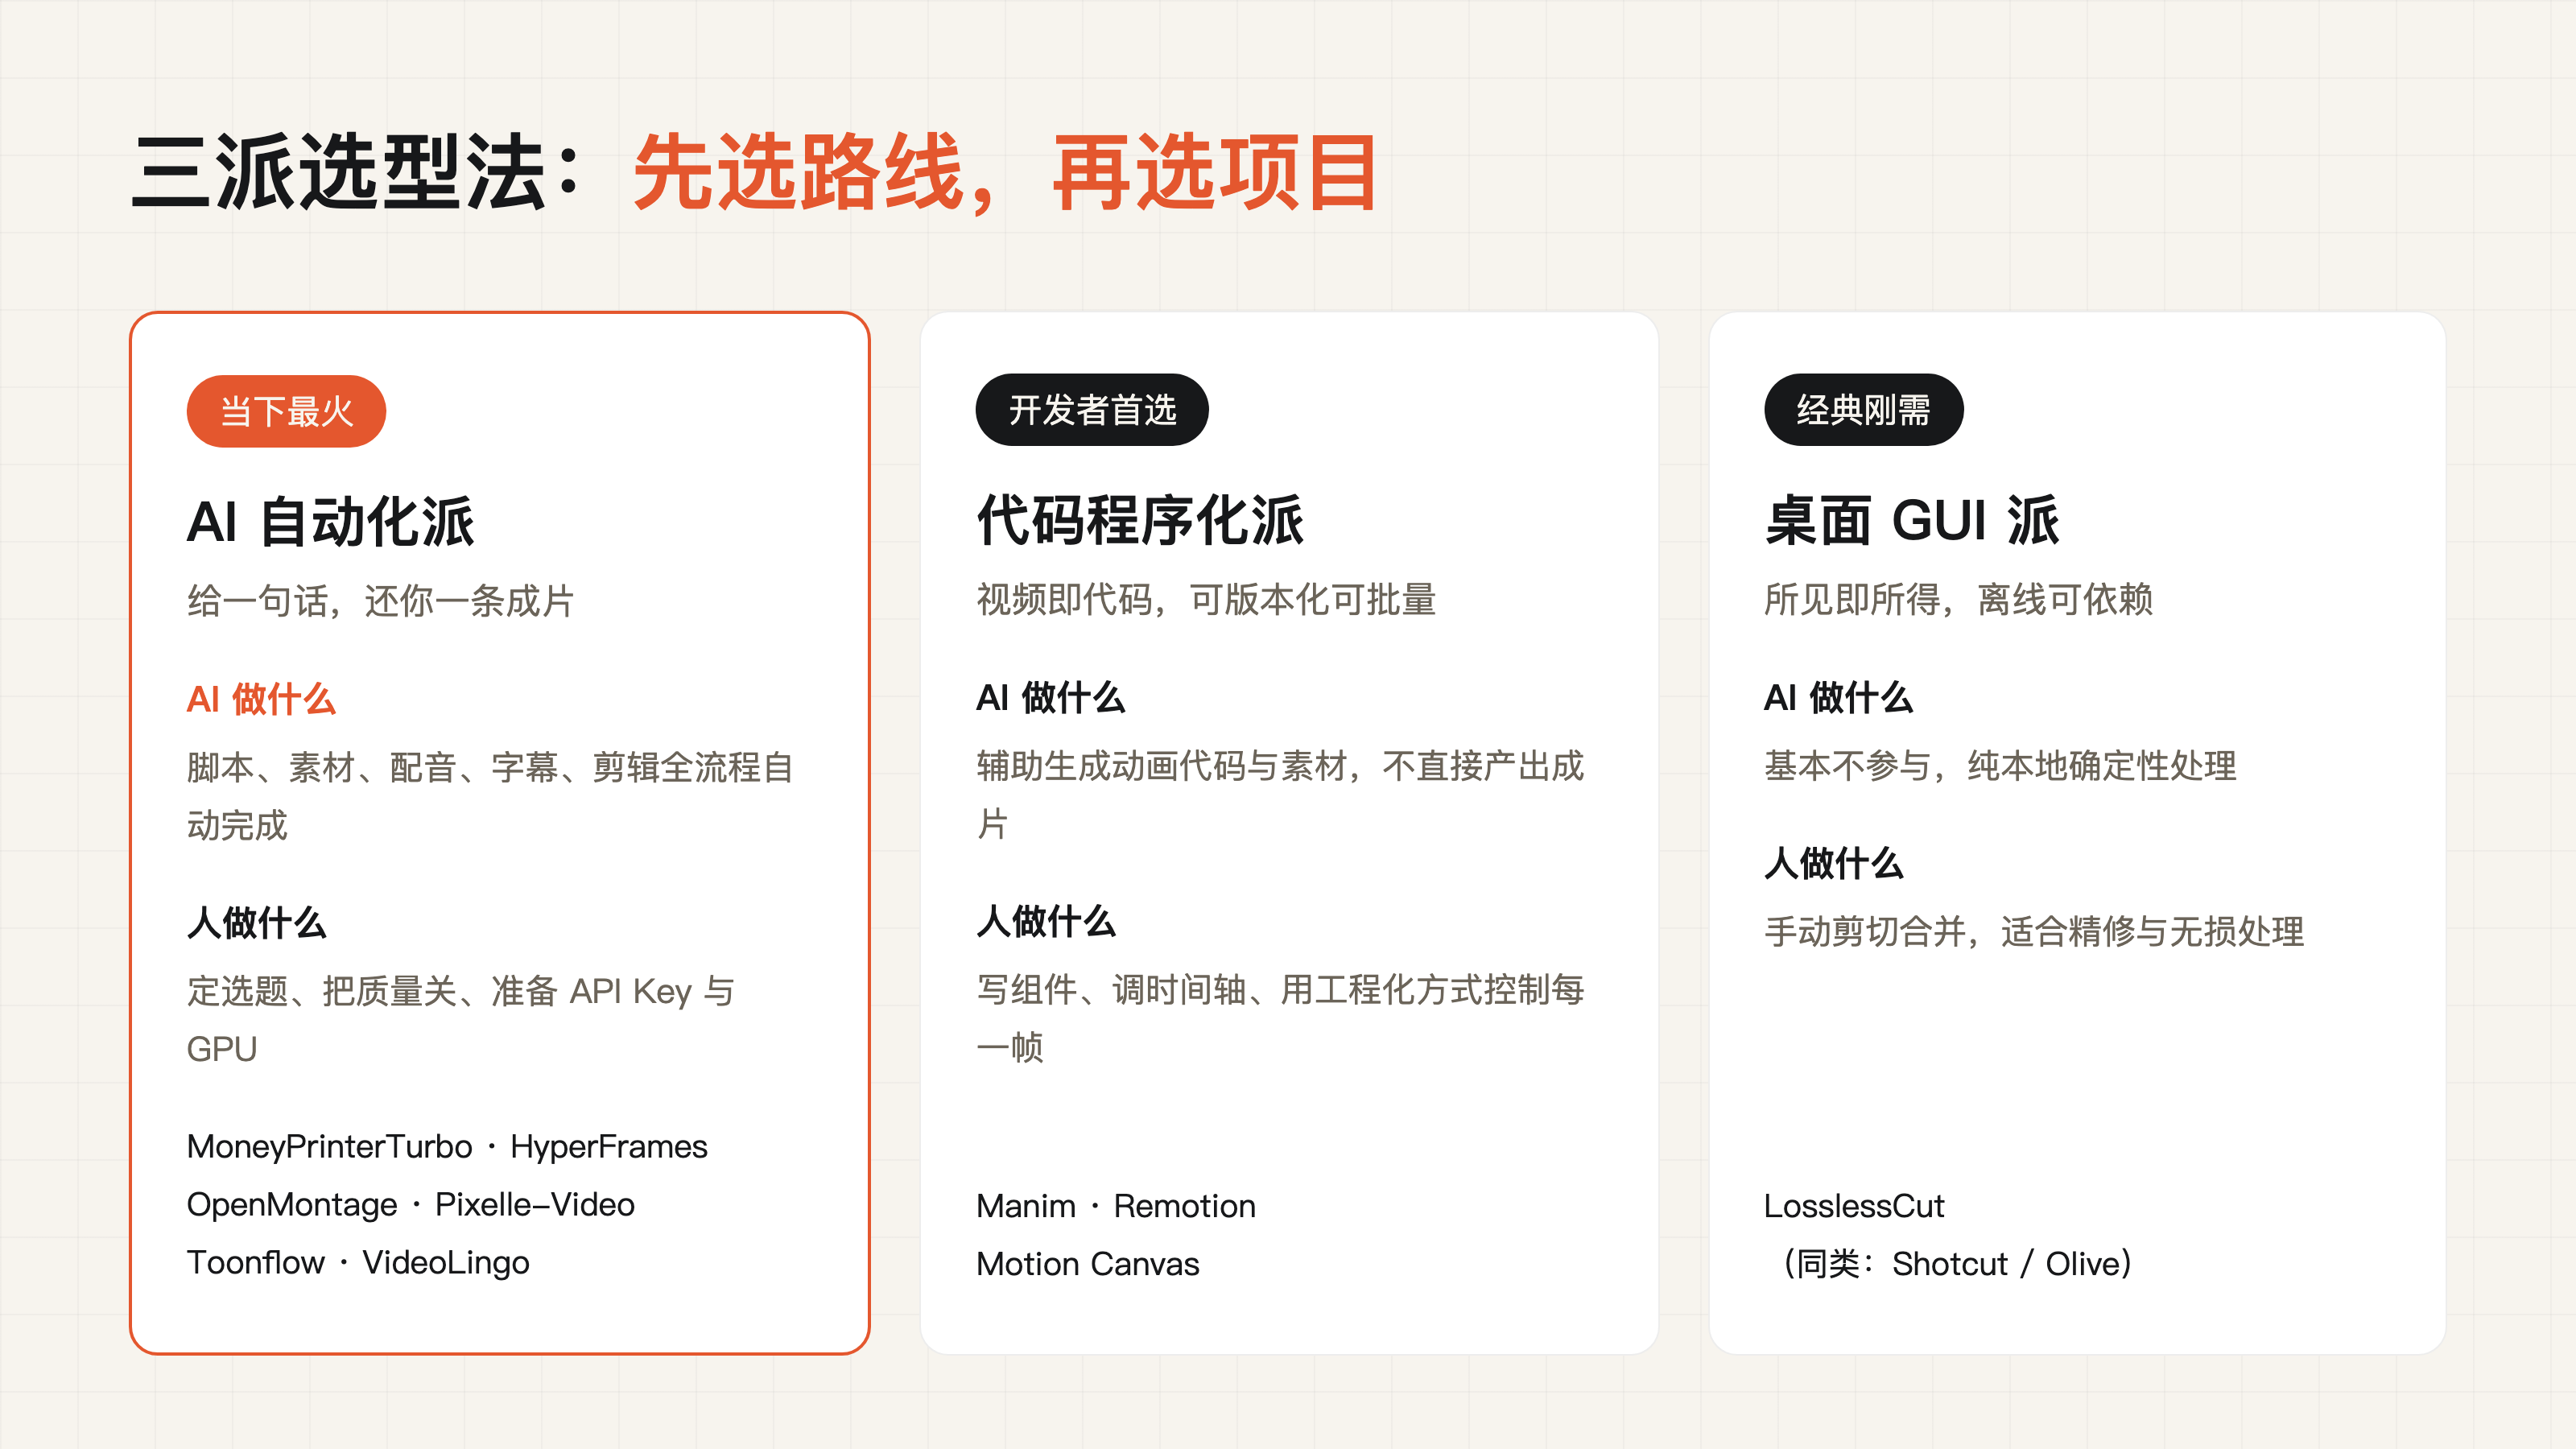 三派选型法：先选路线，再选项目
当下最火
AI 自动化派
给一句话，还你一条成片
AI 做什么
脚本、素材、配音、字幕、剪辑全流程自
动完成
人做什么
定选题、把质量关、准备 API Key 与
GPU
MoneyPrinterTurbo · HyperFrames
OpenMontage · Pixelle-Video
Toonflow · VideoLingo
开发者首选
代码程序化派
视频即代码，可版本化可批量
AI 做什么
辅助生成动画代码与素材，不直接产出成
片
人做什么
写组件、调时间轴、用工程化方式控制每
一帧
Manim · Remotion
Motion Canvas
经典刚需
桌面 GUI 派
所见即所得，离线可依赖
AI 做什么
基本不参与，纯本地确定性处理
人做什么
手动剪切合并，适合精修与无损处理
LosslessCut
（同类：Shotcut / Olive）